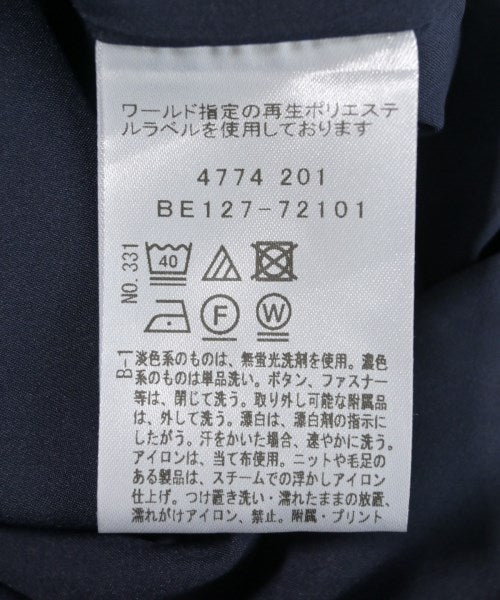 ワールド指定の再生ポリエステ
ルラベルを使用しております
4774 201
BE127-72101
NO.331
40
F
W
B-1
淡色系のものは、無蛍光洗剤を使用。濃色
系のものは単品洗い。ボタン、ファスナー
等は、閉じて洗う。取り外し可能な附属品
は、外して洗う。漂白は、漂白剤の指示に
したがう。汗をかいた場合、速やかに洗う。
アイロンは、当て布使用。ニットや毛足の
ある製品は、スチームでの浮かしアイロン
仕上げ。つけ置き洗い・濡れたままの放置、
濡れがけアイロン、禁止。附属・プリント